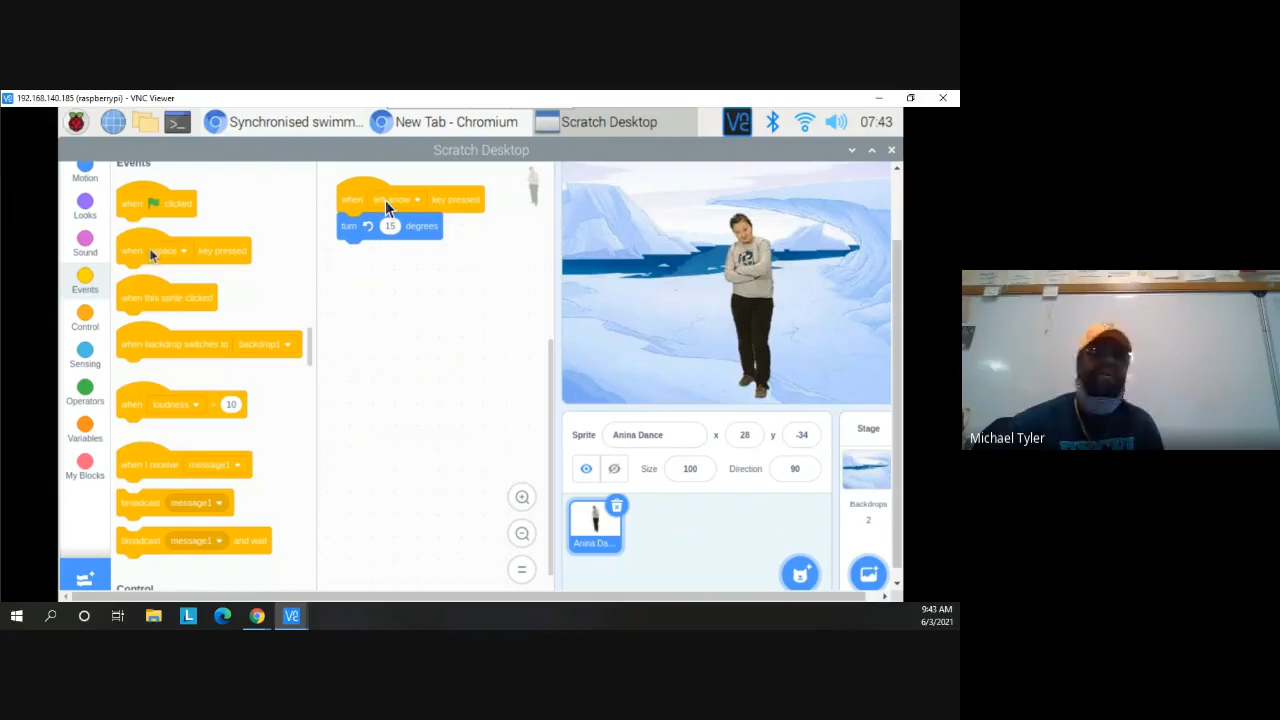 192.168.140.185 (raspberrypi) - VNC Viewer
Synchronised swimm...
New Tab - Chromium
Scratch Desktop
07:43
Scratch Desktop
Motion
Looks
Sound
Events
Control
Sensing
Operators
Variables
My Blocks
Events
when clicked
when space key pressed
when this sprite clicked
when backdrop switches to backdrop1
when loudness > 10
when I receive message1
broadcast message1
broadcast message1 and wait
Control
when left arrow key pressed
turn 15 degrees
Sprite Anina Dance x 28 y -34
Size 100 Direction 90
Anina Da...
Stage
Backdrops
2
Michael Tyler
9:43 AM
6/3/2021